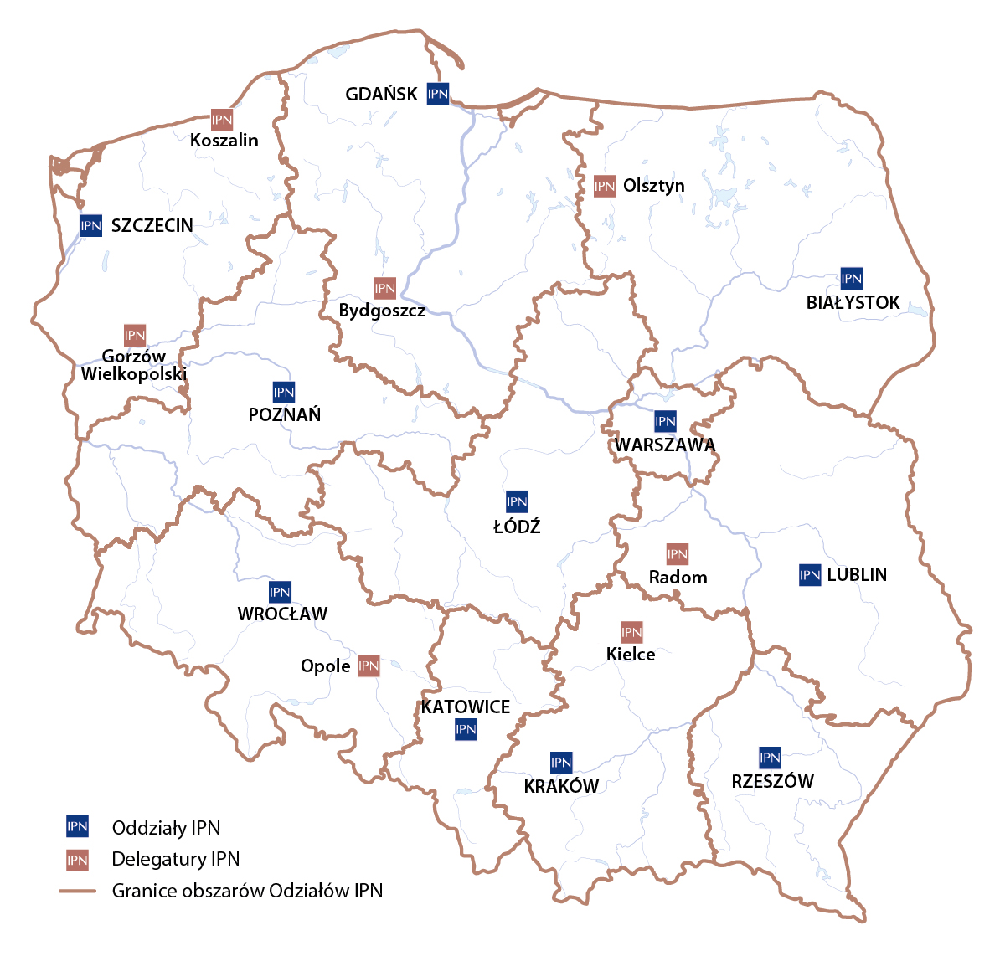 GDAŃSK IPN
IPN
Koszalin
IPN Olsztyn
IPN SZCZECIN
IPN
BIAŁYSTOK
IPN
Bydgoszcz
IPN
Gorzów
Wielkopolski
IPN
POZNAŃ
IPN
WARSZAWA
IPN
ŁÓDŹ
IPN
Radom
IPN LUBLIN
IPN
WROCŁAW
IPN
Kielce
Opole IPN
KATOWICE
IPN
IPN
KRAKÓW
IPN
RZESZÓW
IPN Oddziały IPN
IPN Delegatury IPN
Granice obszarów Odziałów IPN